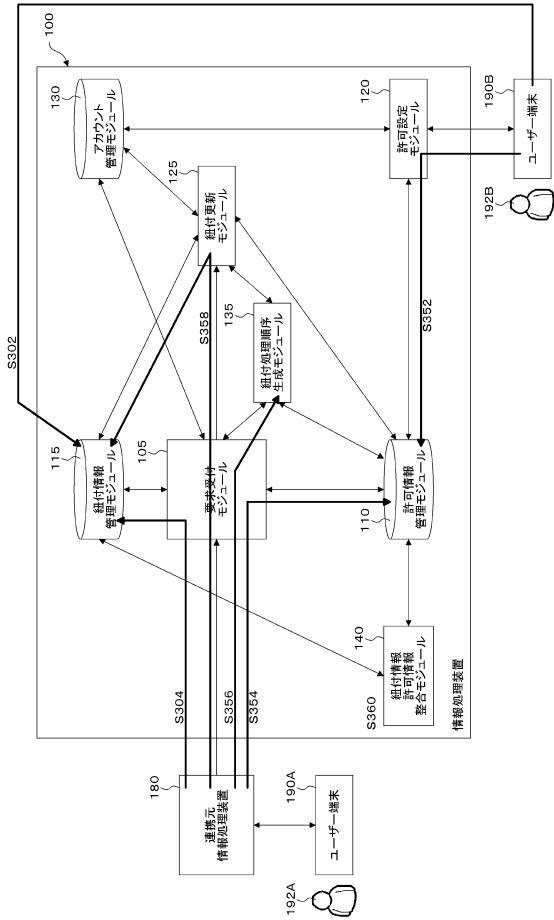 100
130
アカウント
管理モジュール
120
許可設定
モジュール
190B
ユーザー端末
192B
125
紐付更新
モジュール
135
紐付処理順序
生成モジュール
S302
S358
S352
115
紐付情報
管理モジュール
105
要求受付
モジュール
110
許可情報
管理モジュール
140
紐付情報
許可情報
整合モジュール
S360
S304
S356
S354
情報処理装置
180
連携元
情報処理装置
190A
ユーザー端末
192A